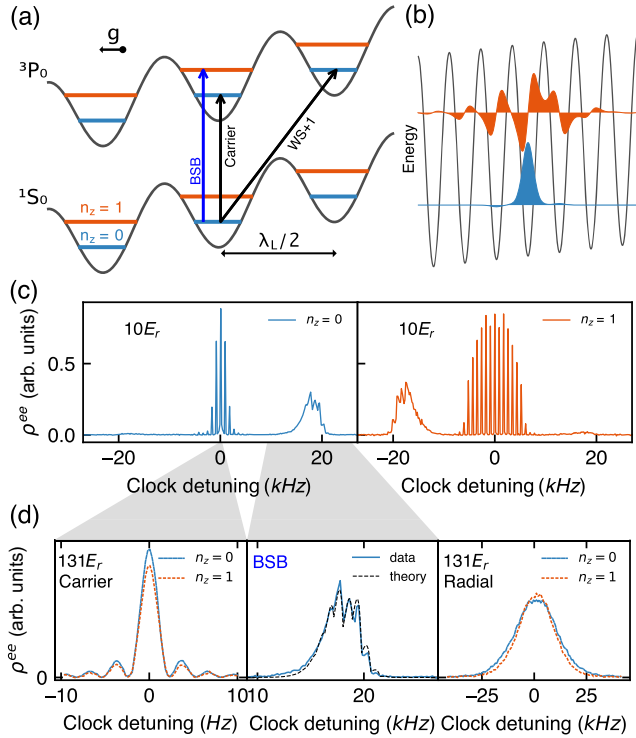 (a)
g
³P₀
BSB
Carrier
WS+1
¹S₀
n_z = 1
n_z = 0
λ_L/2
(b)
Energy
(c)
10E_r
n_z = 0
10E_r
n_z = 1
ρ^ee (arb. units)
0.5
0.0
−20 0 20
−20 0 20
Clock detuning (kHz)
Clock detuning (kHz)
(d)
131E_r
Carrier
n_z = 0
n_z = 1
BSB
data
theory
131E_r
Radial
n_z = 0
n_z = 1
ρ^ee (arb. units)
0
−10 0 10
10 20
−25 0 25
Clock detuning (Hz)
Clock detuning (kHz)
Clock detuning (kHz)